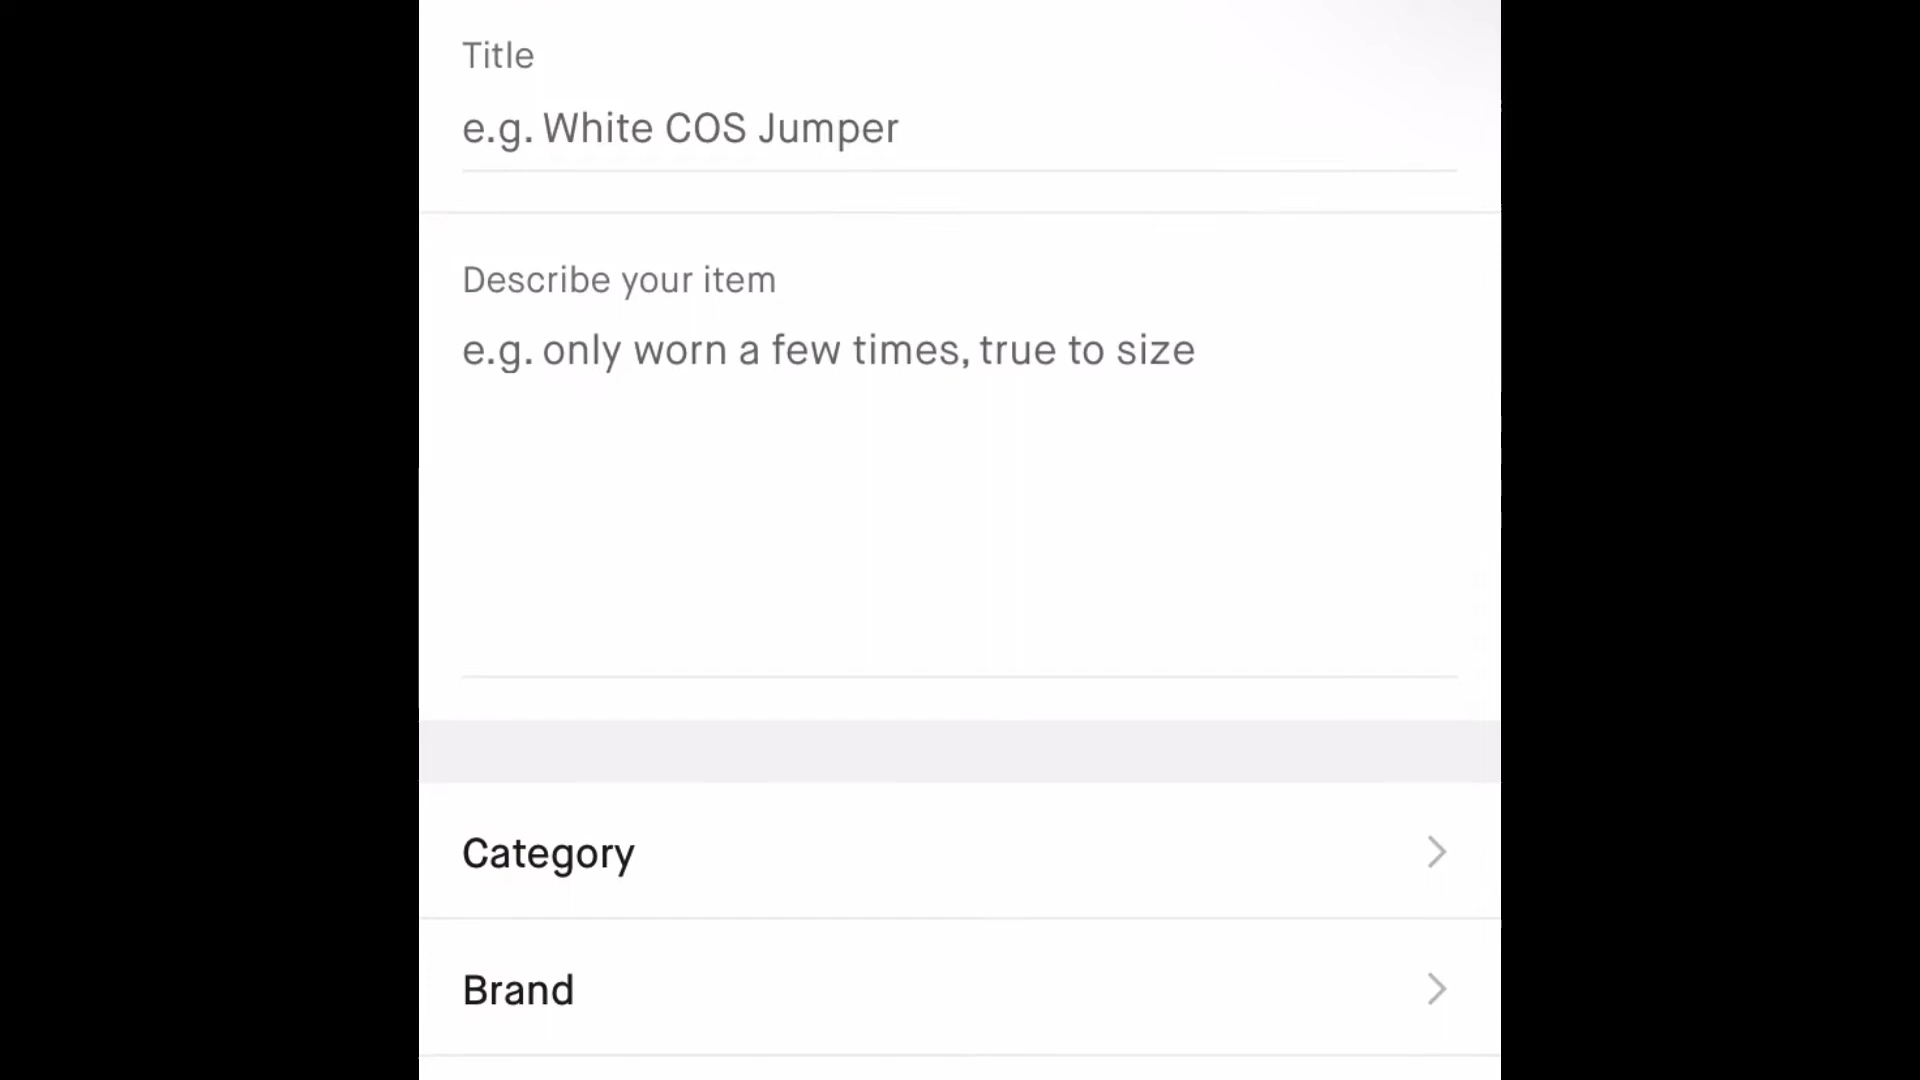 Title
e.g. White COS Jumper
Describe your item
e.g. only worn a few times, true to size
Category
Brand